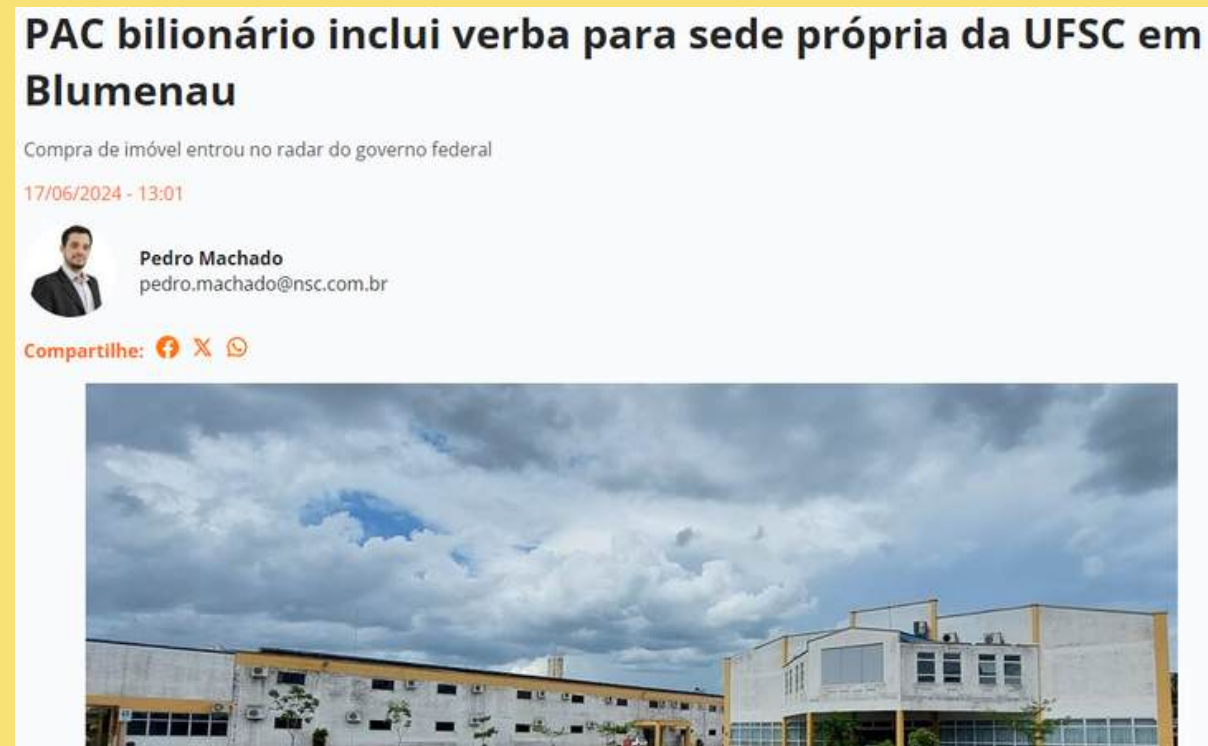 PAC bilionário inclui verba para sede própria da UFSC em
Blumenau
Compra de imóvel entrou no radar do governo federal
17/06/2024 - 13:01
Pedro Machado
pedro.machado@nsc.com.br
Compartilhe: